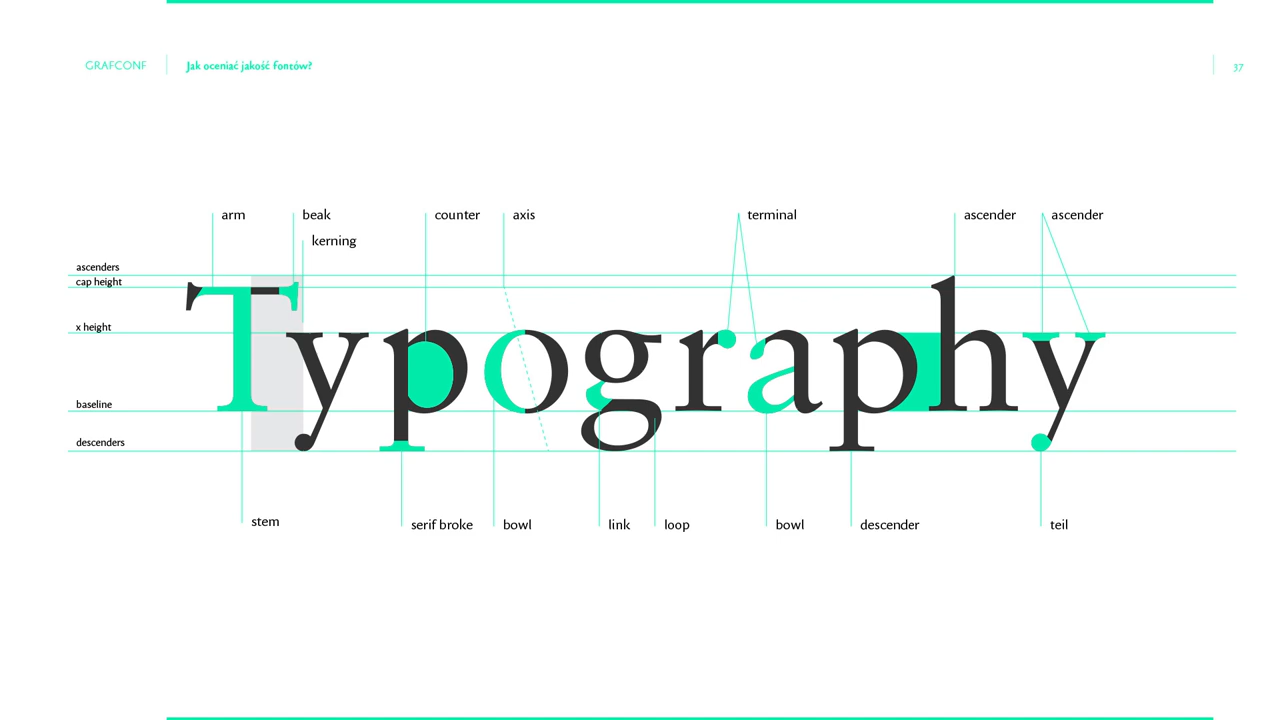 GRAFCONF
Jak oceniać jakość fontów?
37
arm
beak
counter
axis
terminal
ascender
ascender
kerning
ascenders
cap height
x height
baseline
descenders
Typography
stem
serif broke
bowl
link
loop
bowl
descender
teil